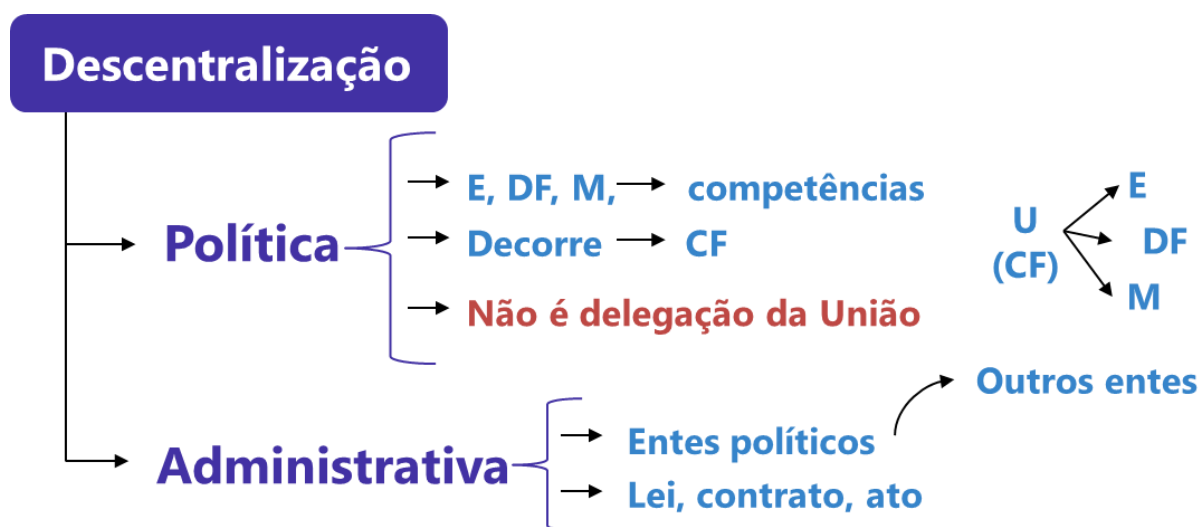 Descentralização
Política
E, DF, M, competências
Decorre CF
Não é delegação da União
U
(CF)
E
DF
M
Administrativa
Entes políticos
Outros entes
Lei, contrato, ato